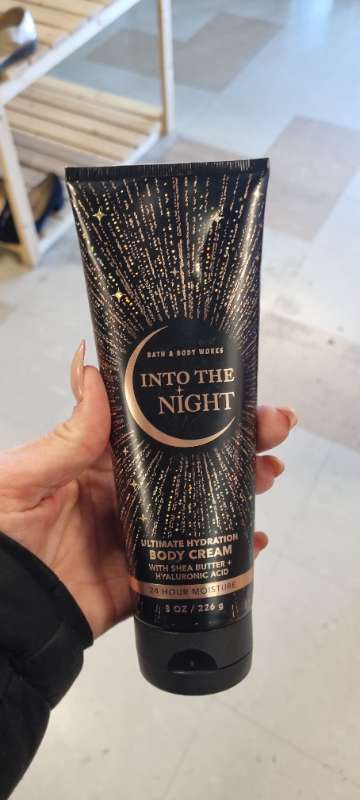 BATH & BODY WORKS
INTO THE
NIGHT
ULTIMATE HYDRATION
BODY CREAM
WITH SHEA BUTTER +
HYALURONIC ACID
24 HOUR MOISTURE
8 OZ / 226 g